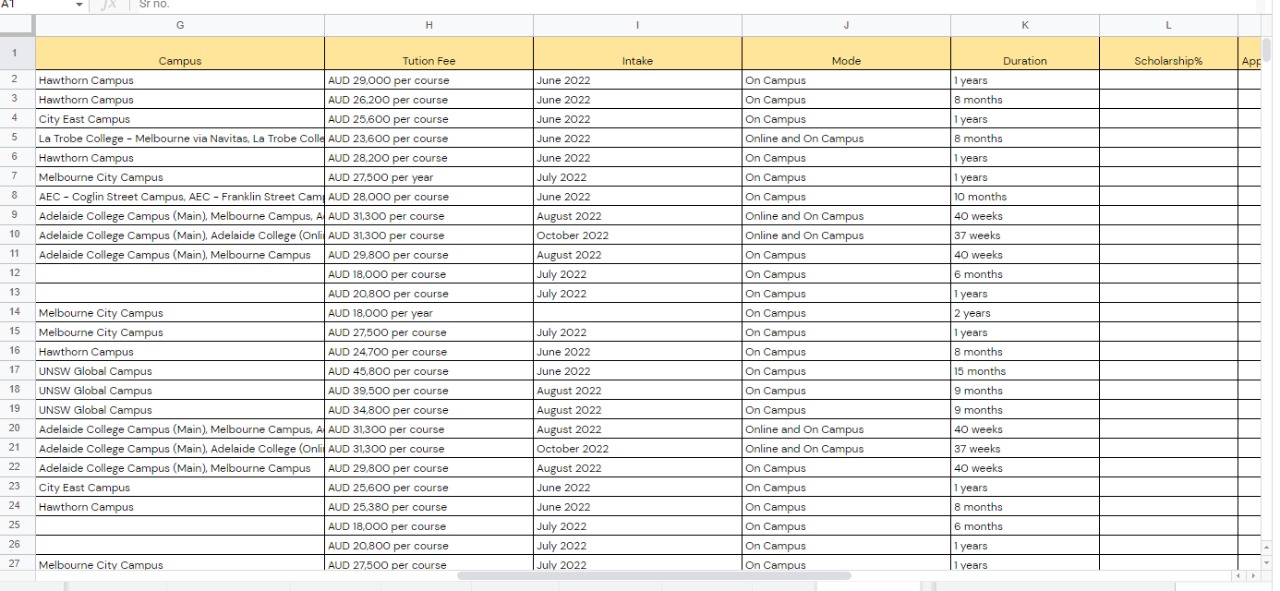 A1 Sr no.
G H I J K L
1 Campus Tution Fee Intake Mode Duration Scholarship% App
2 Hawthorn Campus AUD 29,000 per course June 2022 On Campus 1 years
3 Hawthorn Campus AUD 26,200 per course June 2022 On Campus 8 months
4 City East Campus AUD 25,600 per course June 2022 On Campus 1 years
5 La Trobe College - Melbourne via Navitas, La Trobe Colle AUD 23,600 per course June 2022 Online and On Campus 8 months
6 Hawthorn Campus AUD 28,200 per course June 2022 On Campus 1 years
7 Melbourne City Campus AUD 27,500 per year July 2022 On Campus 1 years
8 AEC - Coglin Street Campus, AEC - Franklin Street Camp AUD 28,000 per course June 2022 On Campus 10 months
9 Adelaide College Campus (Main), Melbourne Campus, A AUD 31,300 per course August 2022 Online and On Campus 40 weeks
10 Adelaide College Campus (Main), Adelaide College (Onli AUD 31,300 per course October 2022 Online and On Campus 37 weeks
11 Adelaide College Campus (Main), Melbourne Campus AUD 29,800 per course August 2022 On Campus 40 weeks
12 AUD 18,000 per course July 2022 On Campus 6 months
13 AUD 20,800 per course July 2022 On Campus 1 years
14 Melbourne City Campus AUD 18,000 per year On Campus 2 years
15 Melbourne City Campus AUD 27,500 per course July 2022 On Campus 1 years
16 Hawthorn Campus AUD 24,700 per course June 2022 On Campus 8 months
17 UNSW Global Campus AUD 45,800 per course June 2022 On Campus 15 months
18 UNSW Global Campus AUD 39,500 per course August 2022 On Campus 9 months
19 UNSW Global Campus AUD 34,800 per course August 2022 On Campus 9 months
20 Adelaide College Campus (Main), Melbourne Campus, A AUD 31,300 per course August 2022 Online and On Campus 40 weeks
21 Adelaide College Campus (Main), Adelaide College (Onli AUD 31,300 per course October 2022 Online and On Campus 37 weeks
22 Adelaide College Campus (Main), Melbourne Campus AUD 29,800 per course August 2022 On Campus 40 weeks
23 City East Campus AUD 25,600 per course June 2022 On Campus 1 years
24 Hawthorn Campus AUD 25,380 per course June 2022 On Campus 8 months
25 AUD 18,000 per course July 2022 On Campus 6 months
26 AUD 20,800 per course July 2022 On Campus 1 years
27 Melbourne City Campus AUD 27,500 per course July 2022 On Campus 1 years